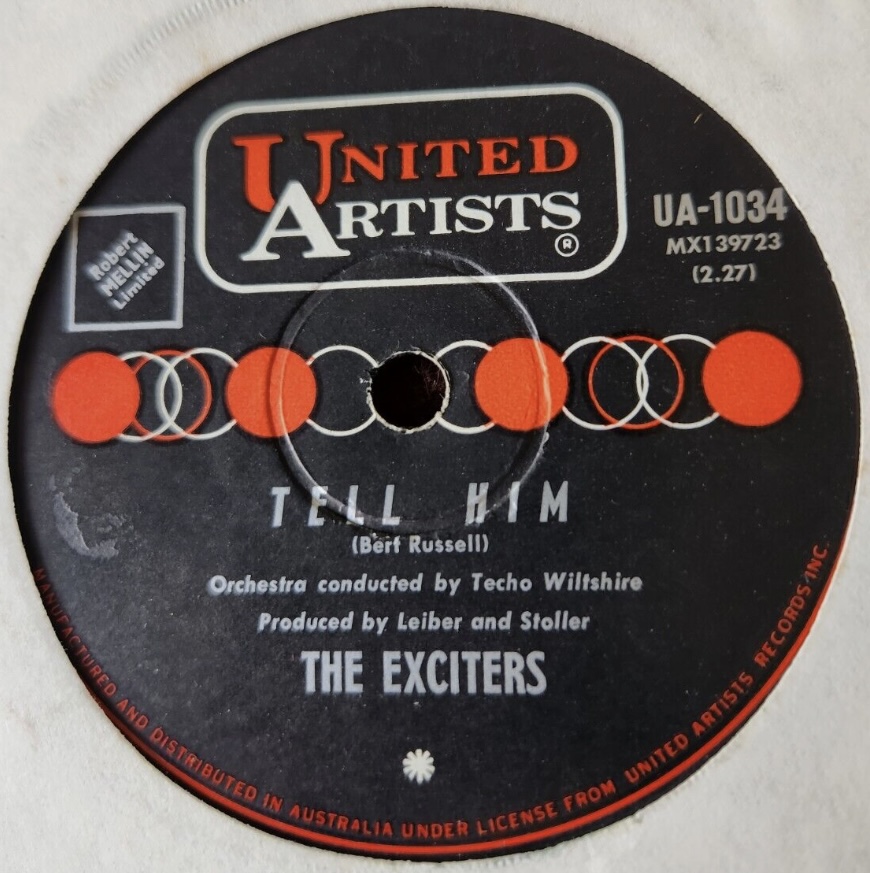 UNITED
ARTISTS
®
UA-1034
MX139723
(2.27)
Robert
MELLIN
Limited
TELL HIM
(Bert Russell)
Orchestra conducted by Techo Wiltshire
Produced by Leiber and Stoller
THE EXCITERS
MANUFACTURED AND DISTRIBUTED IN AUSTRALIA UNDER LICENSE FROM UNITED ARTISTS RECORDS INC.